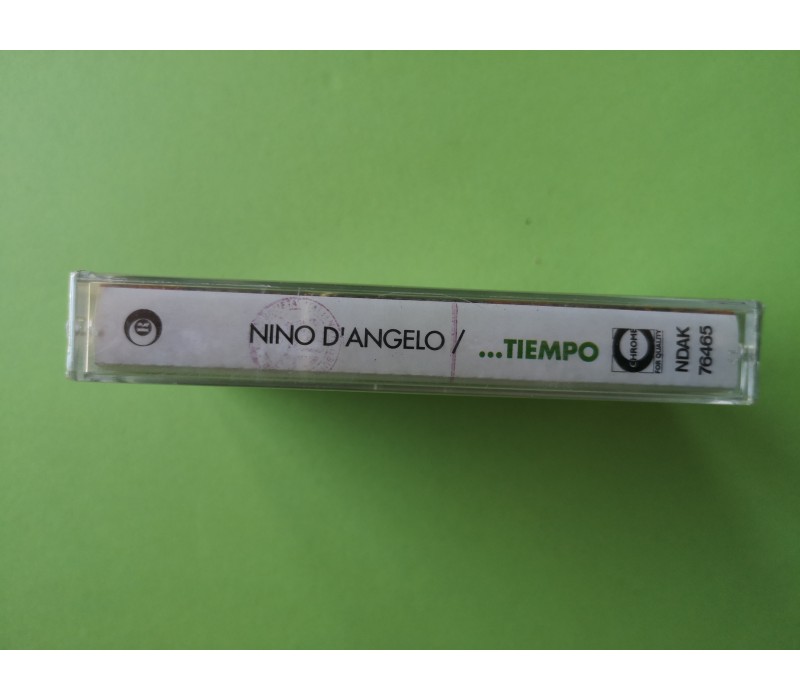 R
NINO D'ANGELO / ...TIEMPO
CHROME
FOR QUALITY
NDAK
76465